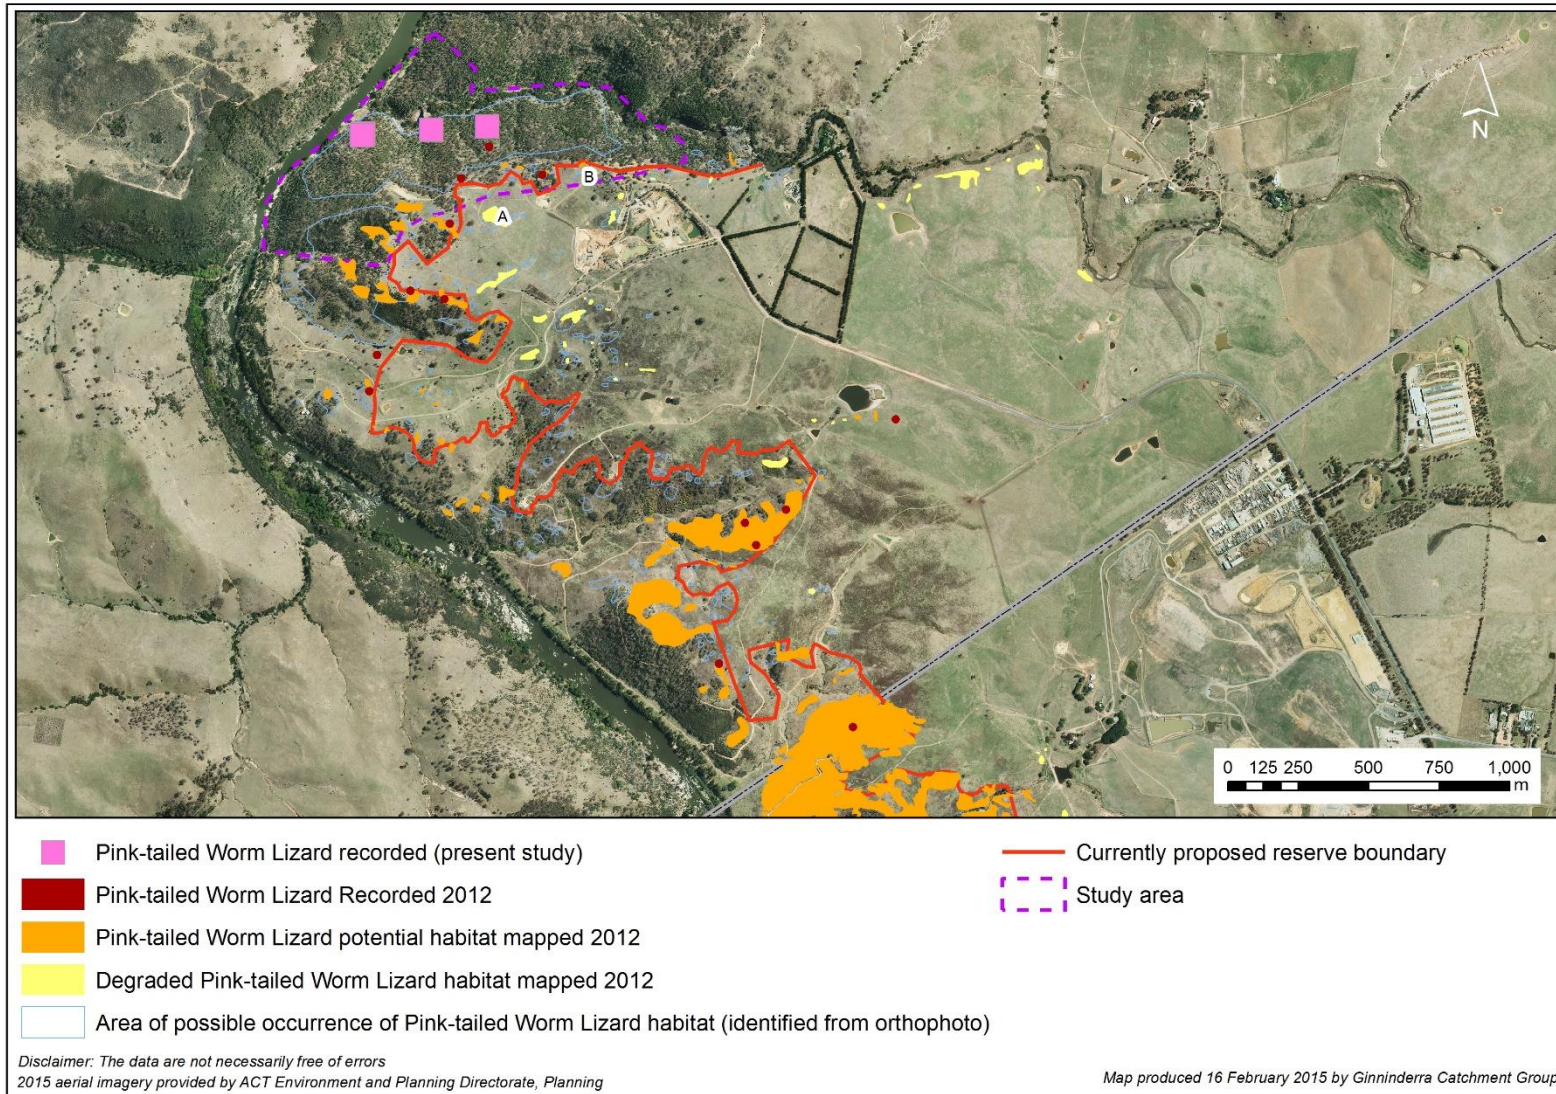 N
B
A
0 125 250 500 750 1,000
m
Pink-tailed Worm Lizard recorded (present study)
Pink-tailed Worm Lizard Recorded 2012
Pink-tailed Worm Lizard potential habitat mapped 2012
Degraded Pink-tailed Worm Lizard habitat mapped 2012
Area of possible occurrence of Pink-tailed Worm Lizard habitat (identified from orthophoto)
Currently proposed reserve boundary
Study area
Disclaimer: The data are not necessarily free of errors
2015 aerial imagery provided by ACT Environment and Planning Directorate, Planning
Map produced 16 February 2015 by Ginninderra Catchment Group